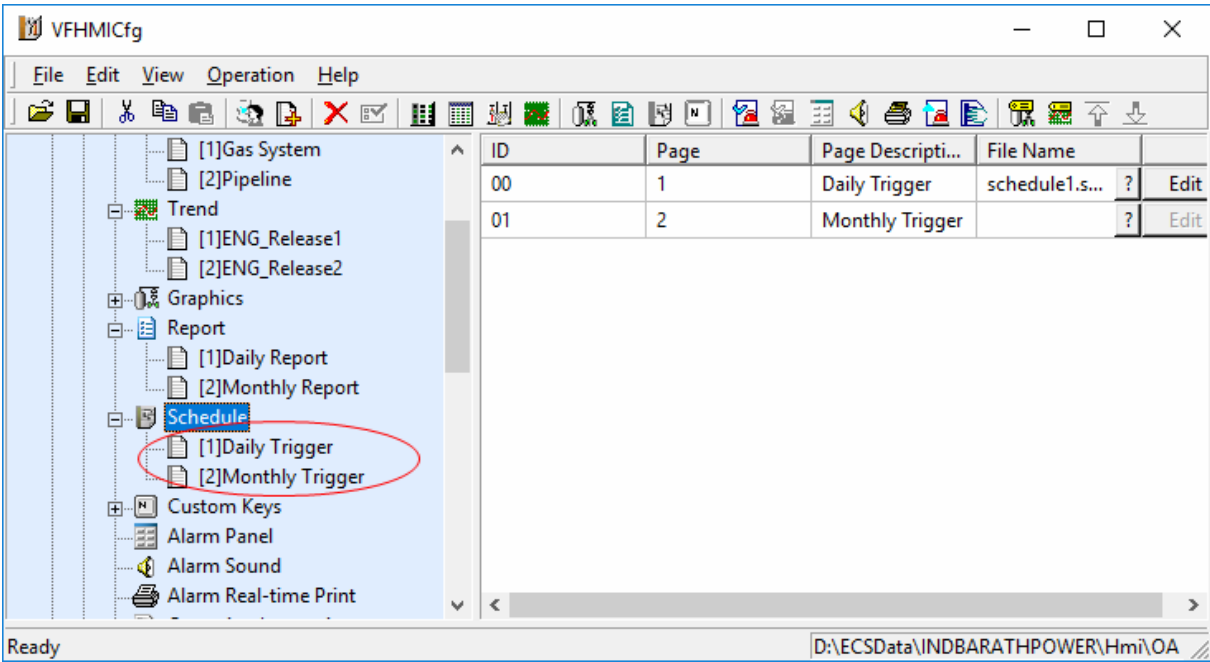 VFHMICfg
File Edit View Operation Help
[1]Gas System
[2]Pipeline
Trend
[1]ENG_Release1
[2]ENG_Release2
Graphics
Report
[1]Daily Report
[2]Monthly Report
Schedule
[1]Daily Trigger
[2]Monthly Trigger
Custom Keys
Alarm Panel
Alarm Sound
Alarm Real-time Print
ID Page Page Descripti... File Name
00 1 Daily Trigger schedule1.s... ? Edit
01 2 Monthly Trigger ? Edit
Ready D:\ECSData\INDBARATHPOWER\Hmi\OA